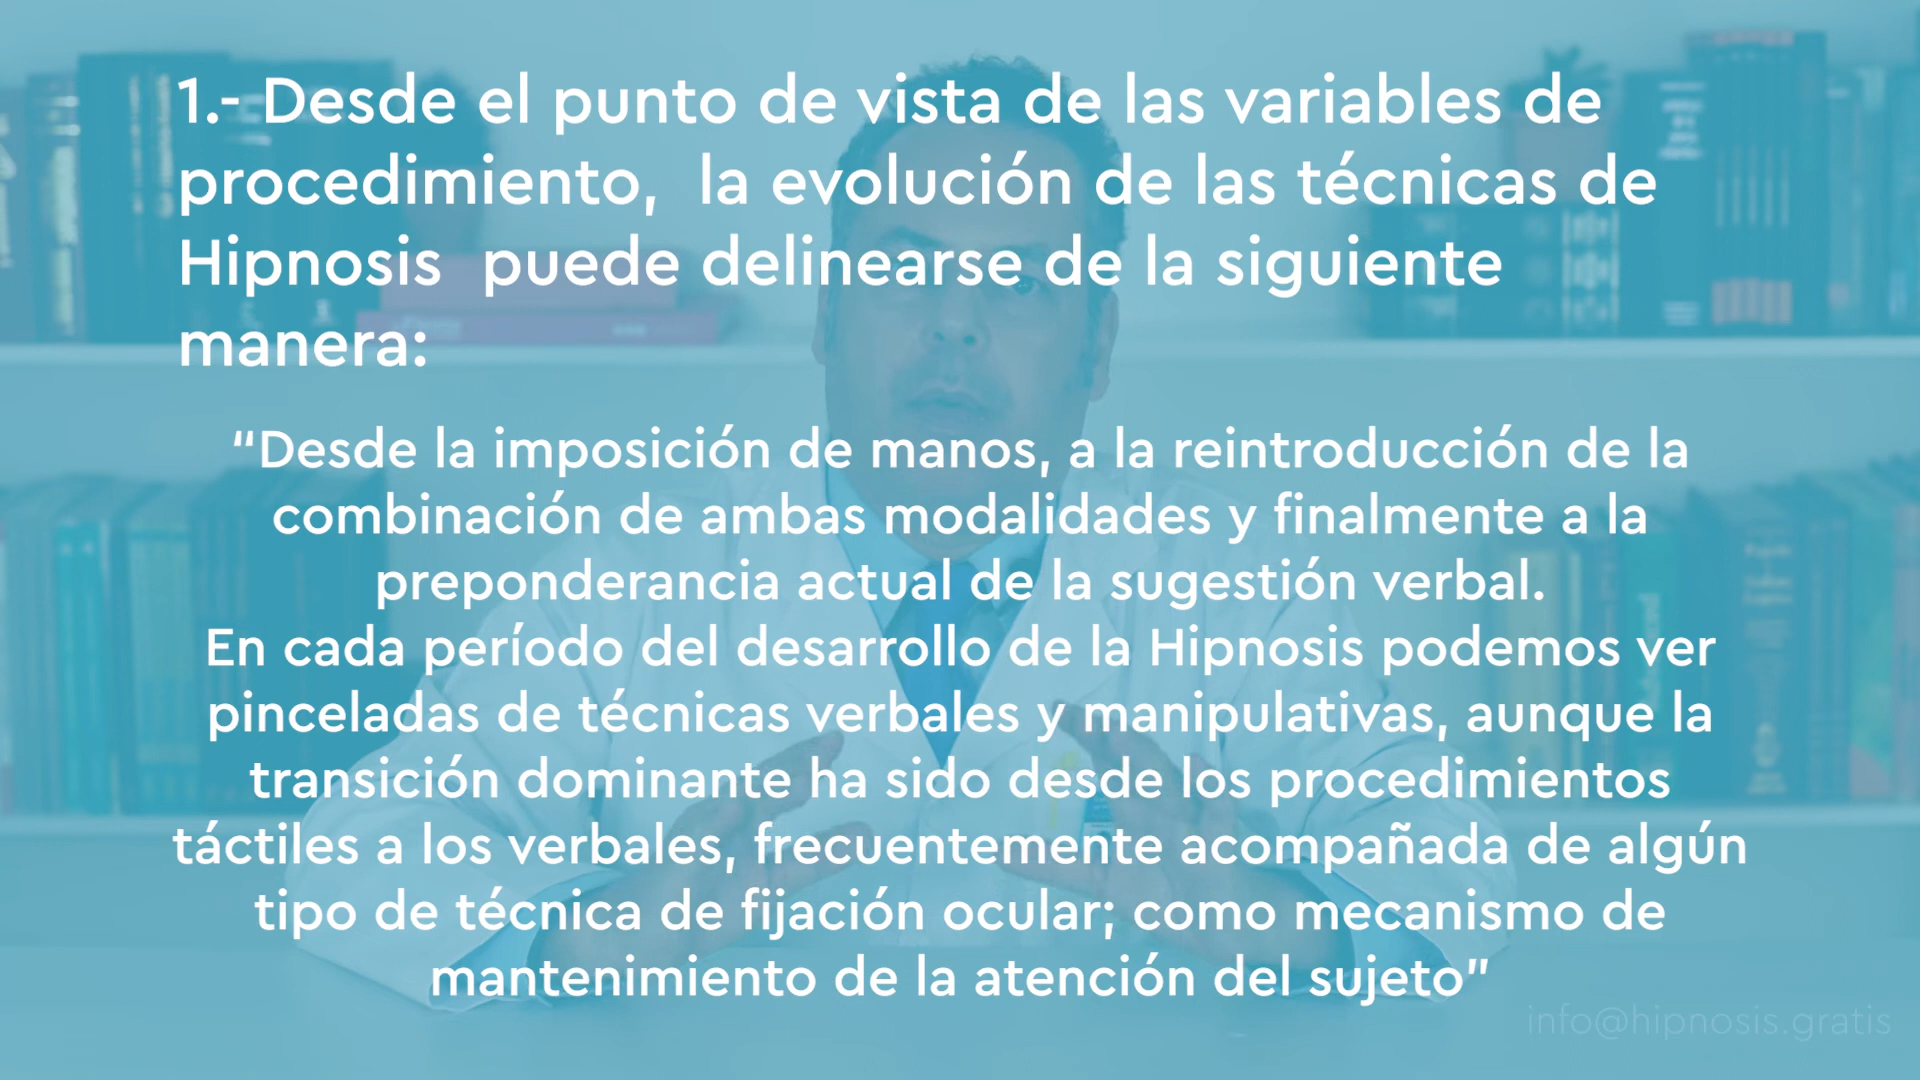 1.- Desde el punto de vista de las variables de
procedimiento,  la evolución de las técnicas de
Hipnosis  puede delinearse de la siguiente
manera:
“Desde la imposición de manos, a la reintroducción de la
combinación de ambas modalidades y finalmente a la
preponderancia actual de la sugestión verbal.
En cada período del desarrollo de la Hipnosis podemos ver
pinceladas de técnicas verbales y manipulativas, aunque la
transición dominante ha sido desde los procedimientos
táctiles a los verbales, frecuentemente acompañada de algún
tipo de técnica de fijación ocular; como mecanismo de
mantenimiento de la atención del sujeto”
info@hipnosis.gratis